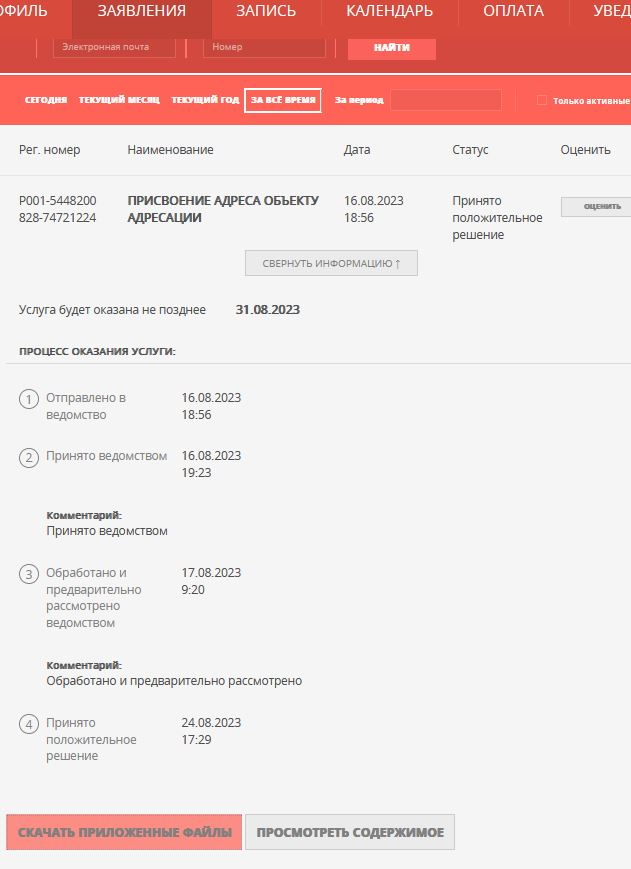 ОФИЛЬ ЗАЯВЛЕНИЯ ЗАПИСЬ КАЛЕНДАРЬ ОПЛАТА УВЕД
Электронная почта Номер НАЙТИ
СЕГОДНЯ ТЕКУЩИЙ МЕСЯЦ ТЕКУЩИЙ ГОД ЗА ВСЁ ВРЕМЯ За период Только активные
Рег. номер Наименование Дата Статус Оценить
P001-5448200 ПРИСВОЕНИЕ АДРЕСА ОБЪЕКТУ 16.08.2023 Принято
828-74721224 АДРЕСАЦИИ 18:56 положительное ОЦЕНИТЬ
решение
СВЕРНУТЬ ИНФОРМАЦИЮ ↑
Услуга будет оказана не позднее 31.08.2023
ПРОЦЕСС ОКАЗАНИЯ УСЛУГИ:
1 Отправлено в 16.08.2023
ведомство 18:56
2 Принято ведомством 16.08.2023
19:23
Комментарий:
Принято ведомством
3 Обработано и 17.08.2023
предварительно 9:20
рассмотрено
ведомством
Комментарий:
Обработано и предварительно рассмотрено
4 Принято 24.08.2023
положительное 17:29
решение
СКАЧАТЬ ПРИЛОЖЕННЫЕ ФАЙЛЫ ПРОСМОТРЕТЬ СОДЕРЖИМОЕ